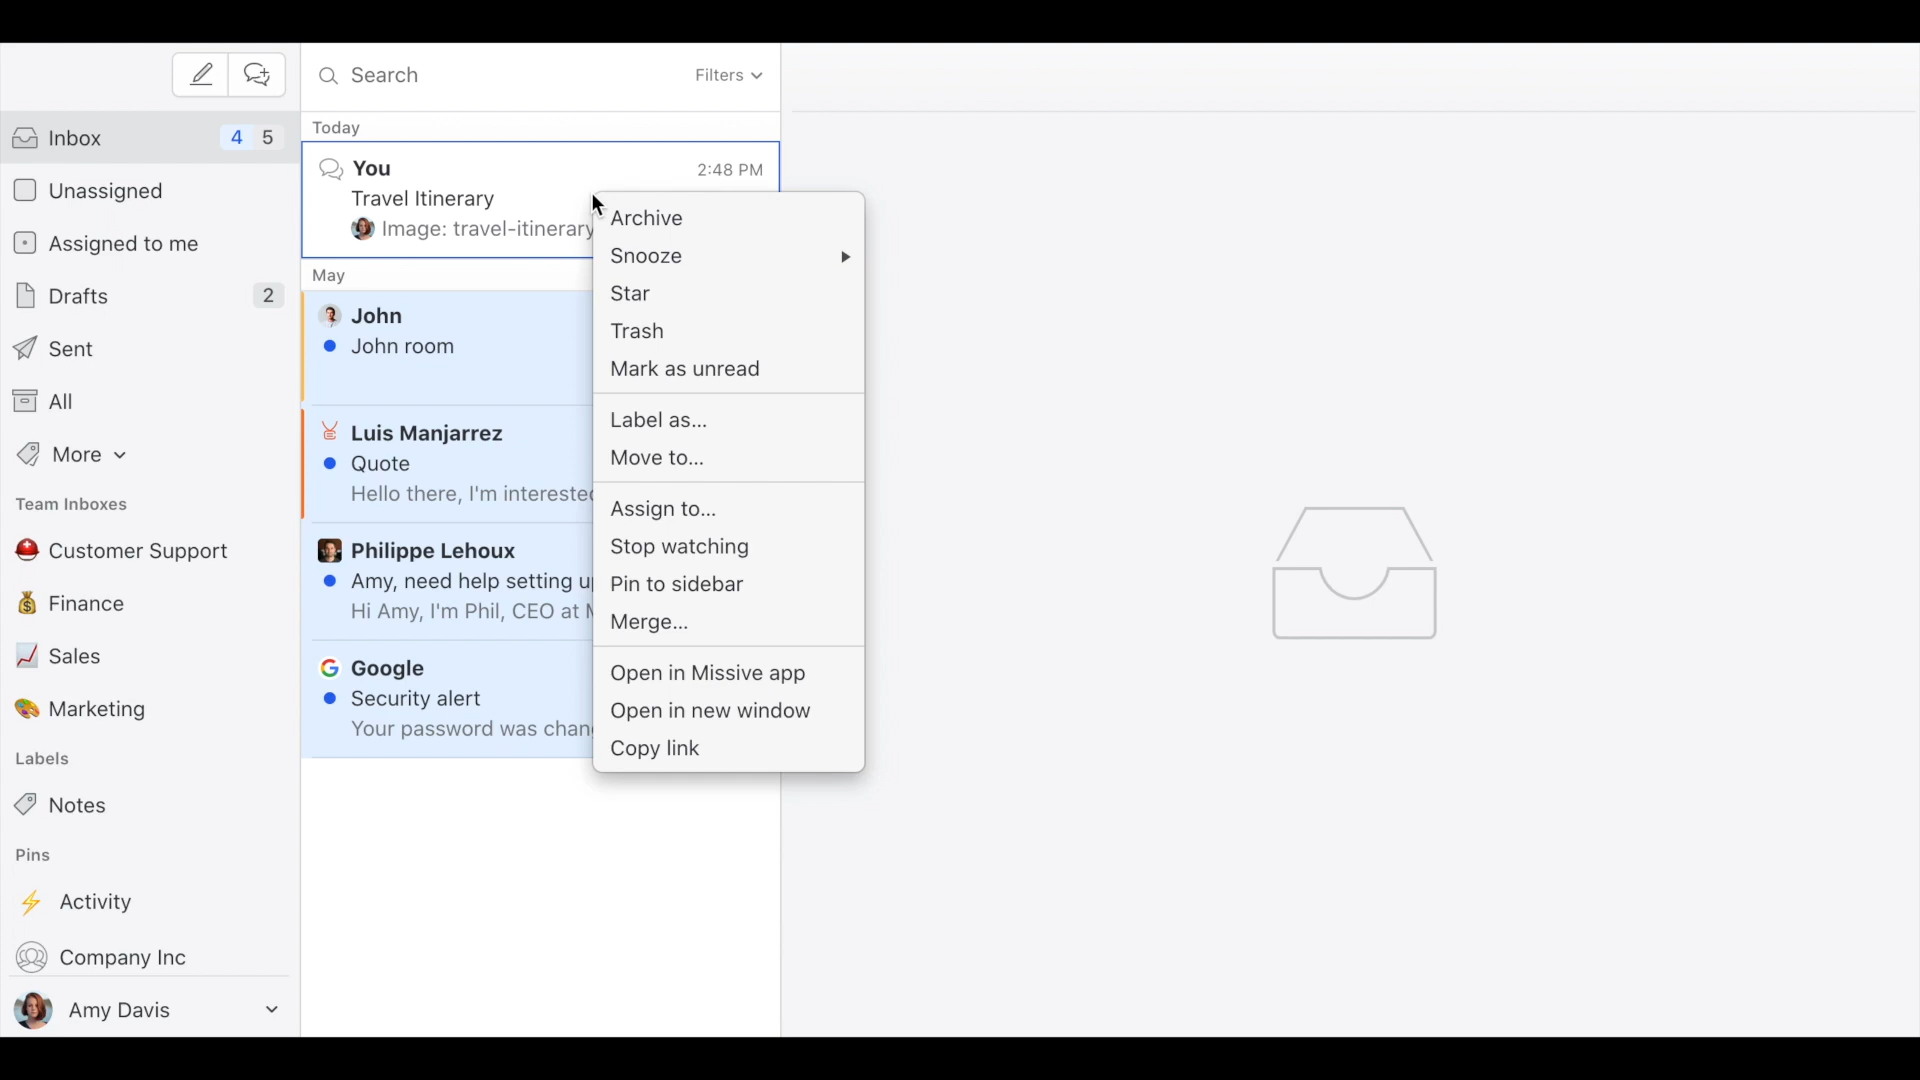 Search
Filters
Inbox 4 5
Unassigned
Assigned to me
Drafts 2
Sent
All
More
Team Inboxes
Customer Support
Finance
Sales
Marketing
Labels
Notes
Pins
Activity
Company Inc
Amy Davis
Today
You 2:48 PM
Travel Itinerary
Image: travel-itinerary
May
John
John room
Luis Manjarrez
Quote
Hello there, I'm interested
Philippe Lehoux
Amy, need help setting up
Hi Amy, I'm Phil, CEO at
Google
Security alert
Your password was chan
Archive
Snooze
Star
Trash
Mark as unread
Label as...
Move to...
Assign to...
Stop watching
Pin to sidebar
Merge...
Open in Missive app
Open in new window
Copy link